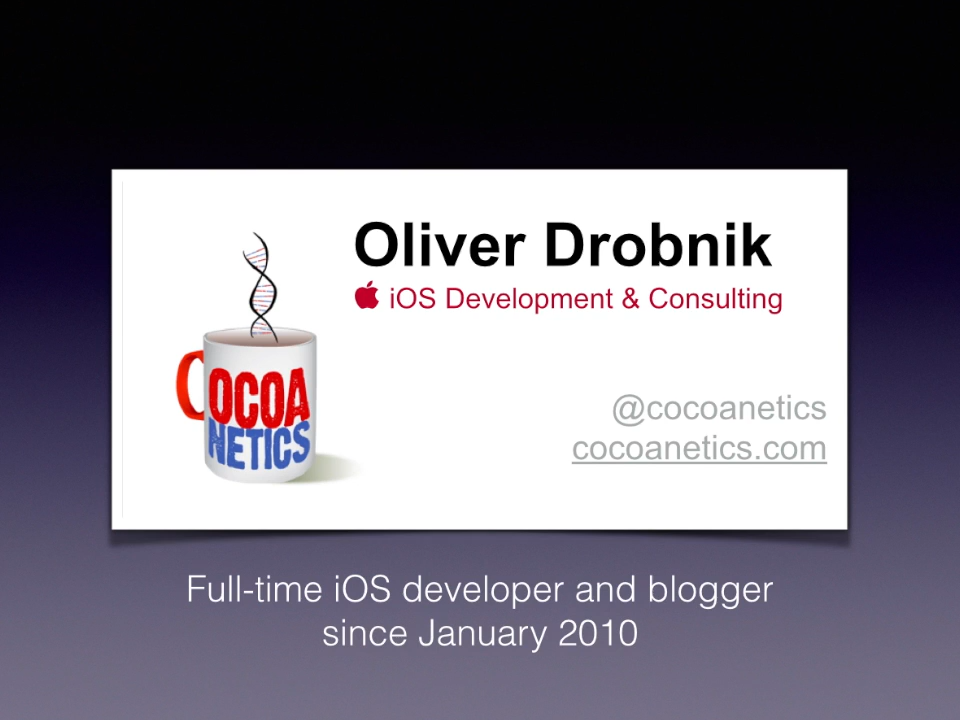 Oliver Drobnik
iOS Development & Consulting
COCOA
NETICS
@cocoanetics
cocoanetics.com
Full-time iOS developer and blogger
since January 2010